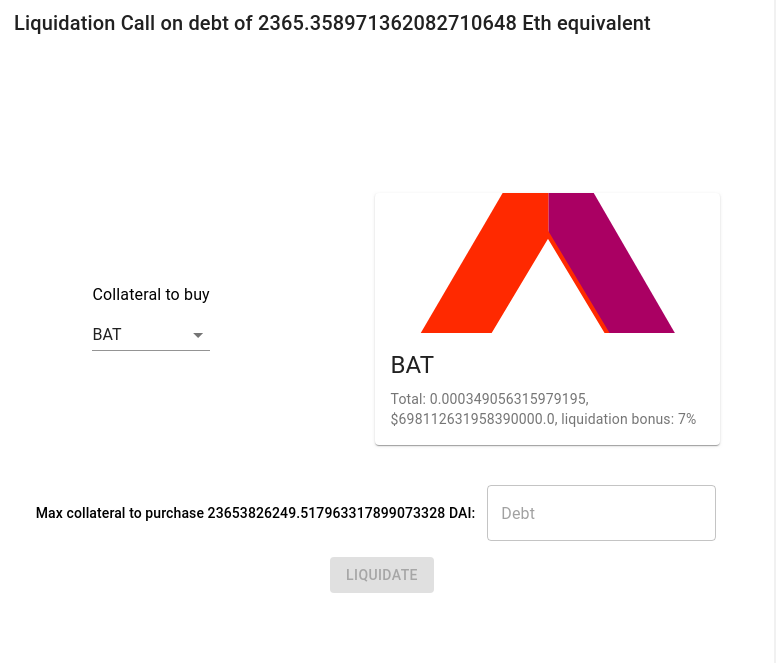 Liquidation Call on debt of 2365.358971362082710648 Eth equivalent
Collateral to buy
BAT
BAT
Total: 0.000349056315979195,
$698112631958390000.0, liquidation bonus: 7%
Max collateral to purchase 23653826249.517963317899073328 DAI:
Debt
LIQUIDATE